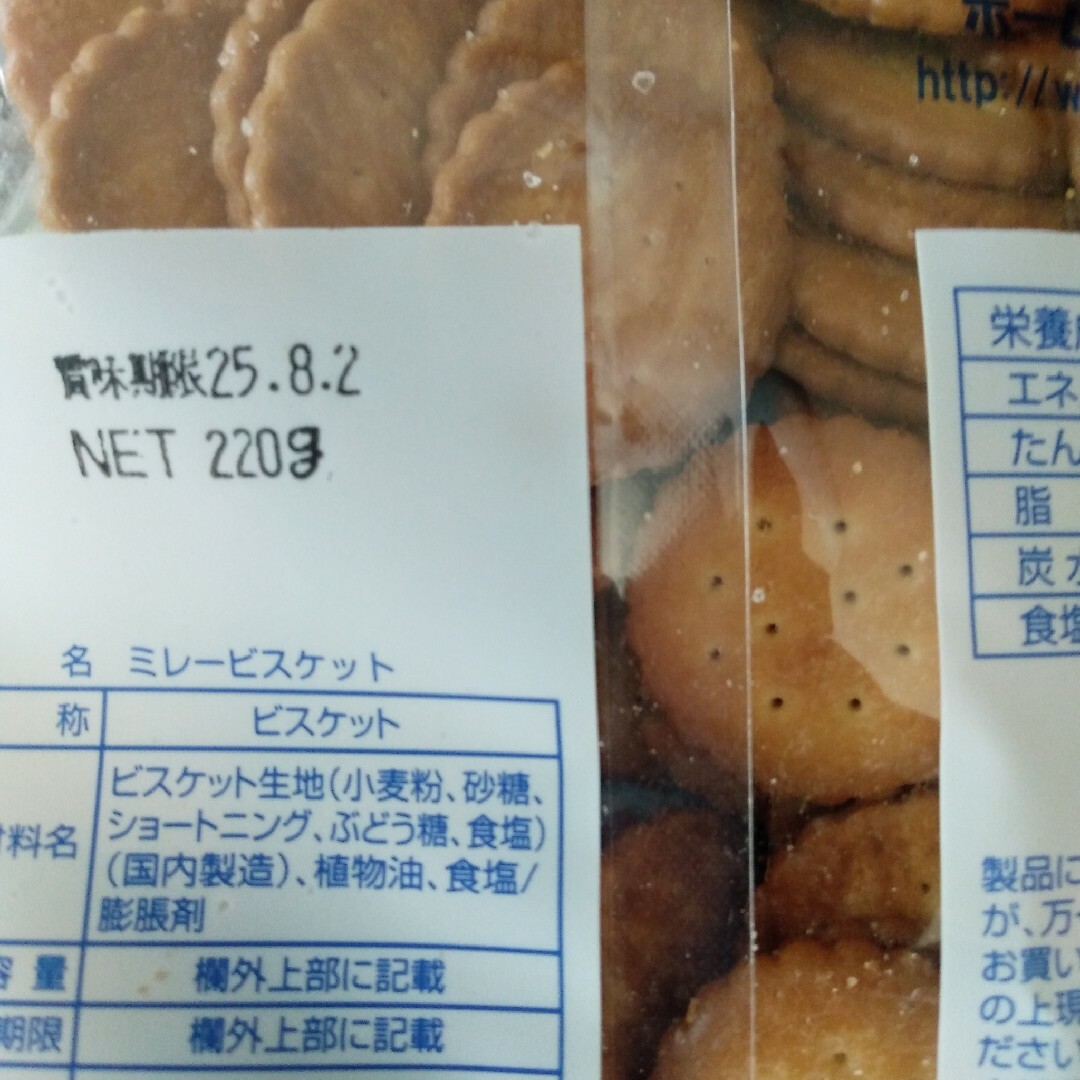 ホー
http://w
賞味期限25.8.2
NET 220g
名 ミレービスケット
称 ビスケット
材料名 ビスケット生地(小麦粉、砂糖、
ショートニング、ぶどう糖、食塩)
(国内製造)、植物油、食塩/
膨脹剤
容量 欄外上部に記載
期限 欄外上部に記載
栄養
エネ
たん
脂
炭水
食塩
製品に
が、万
お買い
の上現
ださい